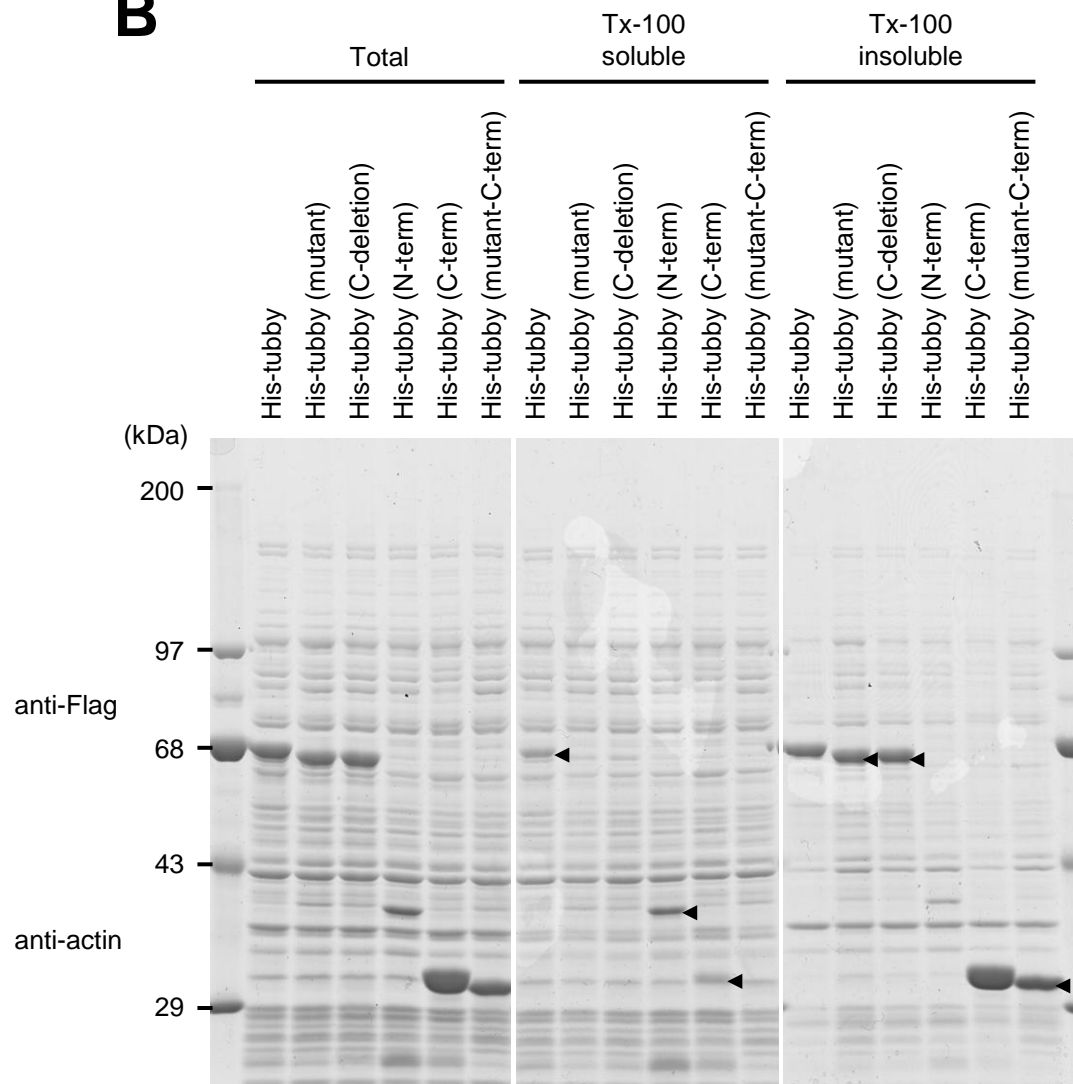 B
Total
Tx-100
soluble
Tx-100
insoluble
His-tubby
His-tubby (mutant)
His-tubby (C-deletion)
His-tubby (N-term)
His-tubby (C-term)
His-tubby (mutant-C-term)
His-tubby
His-tubby (mutant)
His-tubby (C-deletion)
His-tubby (N-term)
His-tubby (C-term)
His-tubby (mutant-C-term)
His-tubby
His-tubby (mutant)
His-tubby (C-deletion)
His-tubby (N-term)
His-tubby (C-term)
His-tubby (mutant-C-term)
(kDa)
200
97
anti-Flag
68
43
anti-actin
29